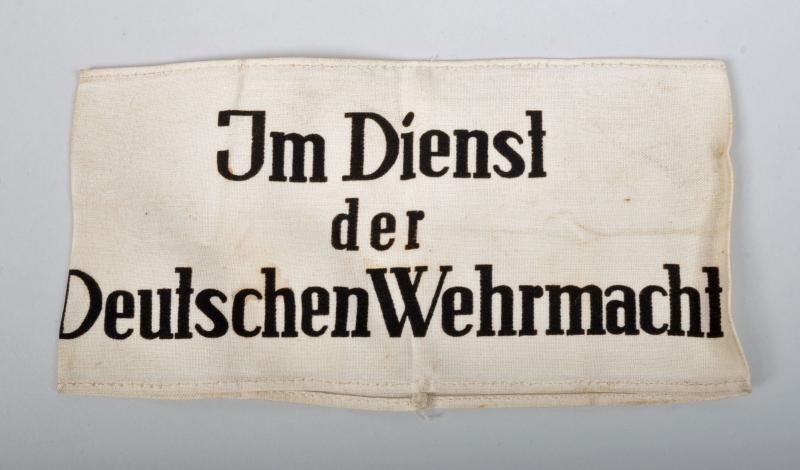 Im Dienst
der
Deutschen Wehrmacht